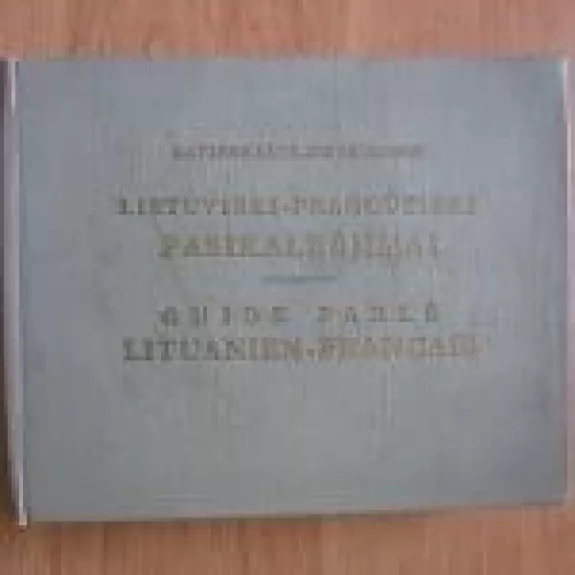 LIETUVIŠKI-PRANCŪZIŠKI
PASIKALBĖJIMAI
GUIDE PARLÉ
LITUANIEN-FRANÇAIS